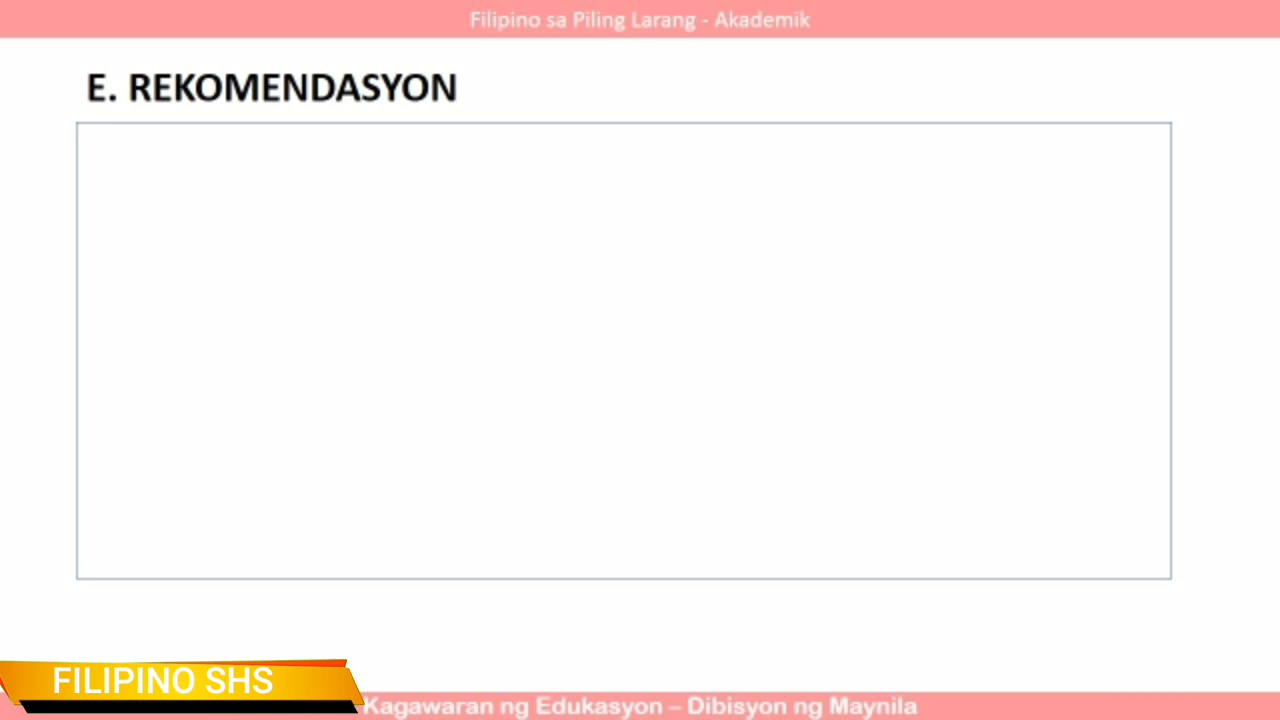 Filipino sa Piling Larang - Akademik
E. REKOMENDASYON
FILIPINO SHS
Kagawaran ng Edukasyon – Dibisyon ng Maynila